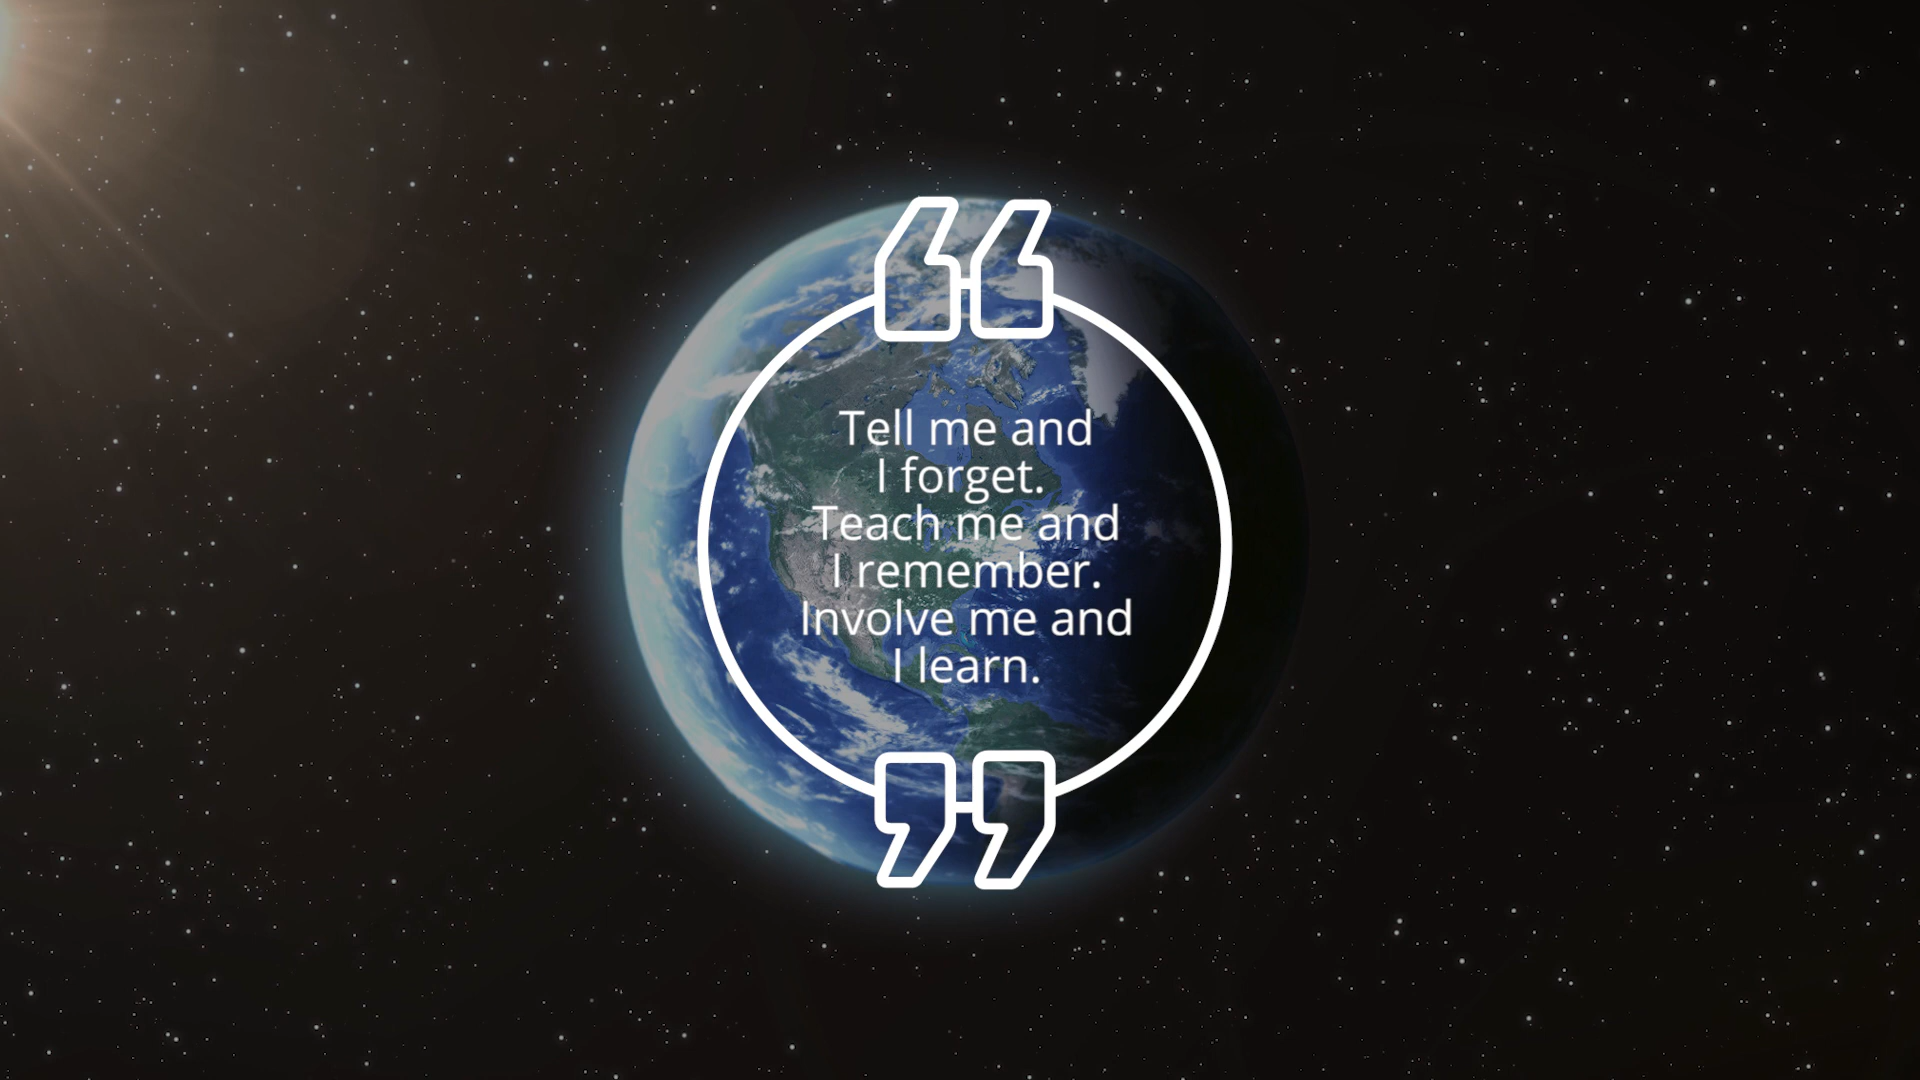 Tell me and
I forget.
Teach me and
I remember.
Involve me and
I learn.